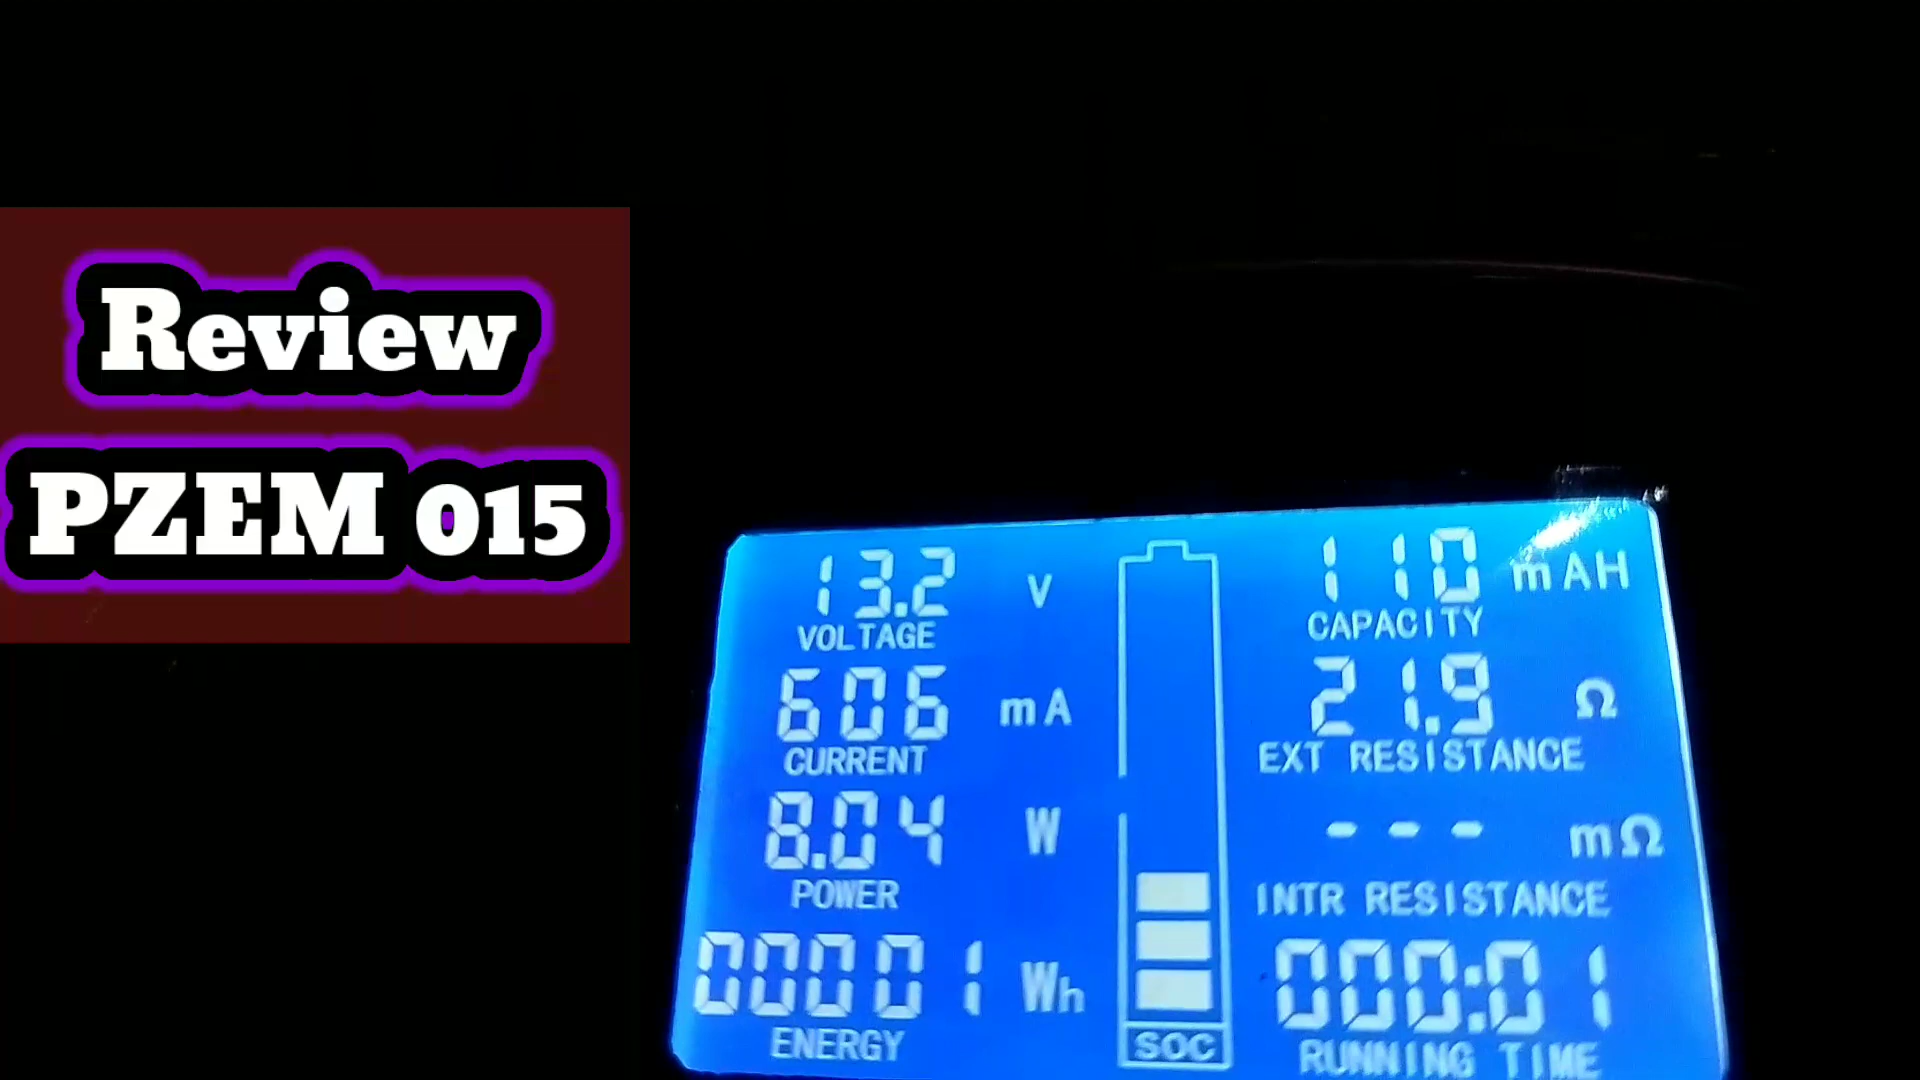 Review
PZEM 015
13.2 V
VOLTAGE
606 mA
CURRENT
8.04 W
POWER
00001 Wh
ENERGY
SOC
110 mAH
CAPACITY
21.9 Ω
EXT RESISTANCE
--- mΩ
INTR RESISTANCE
000:01
RUNNING TIME